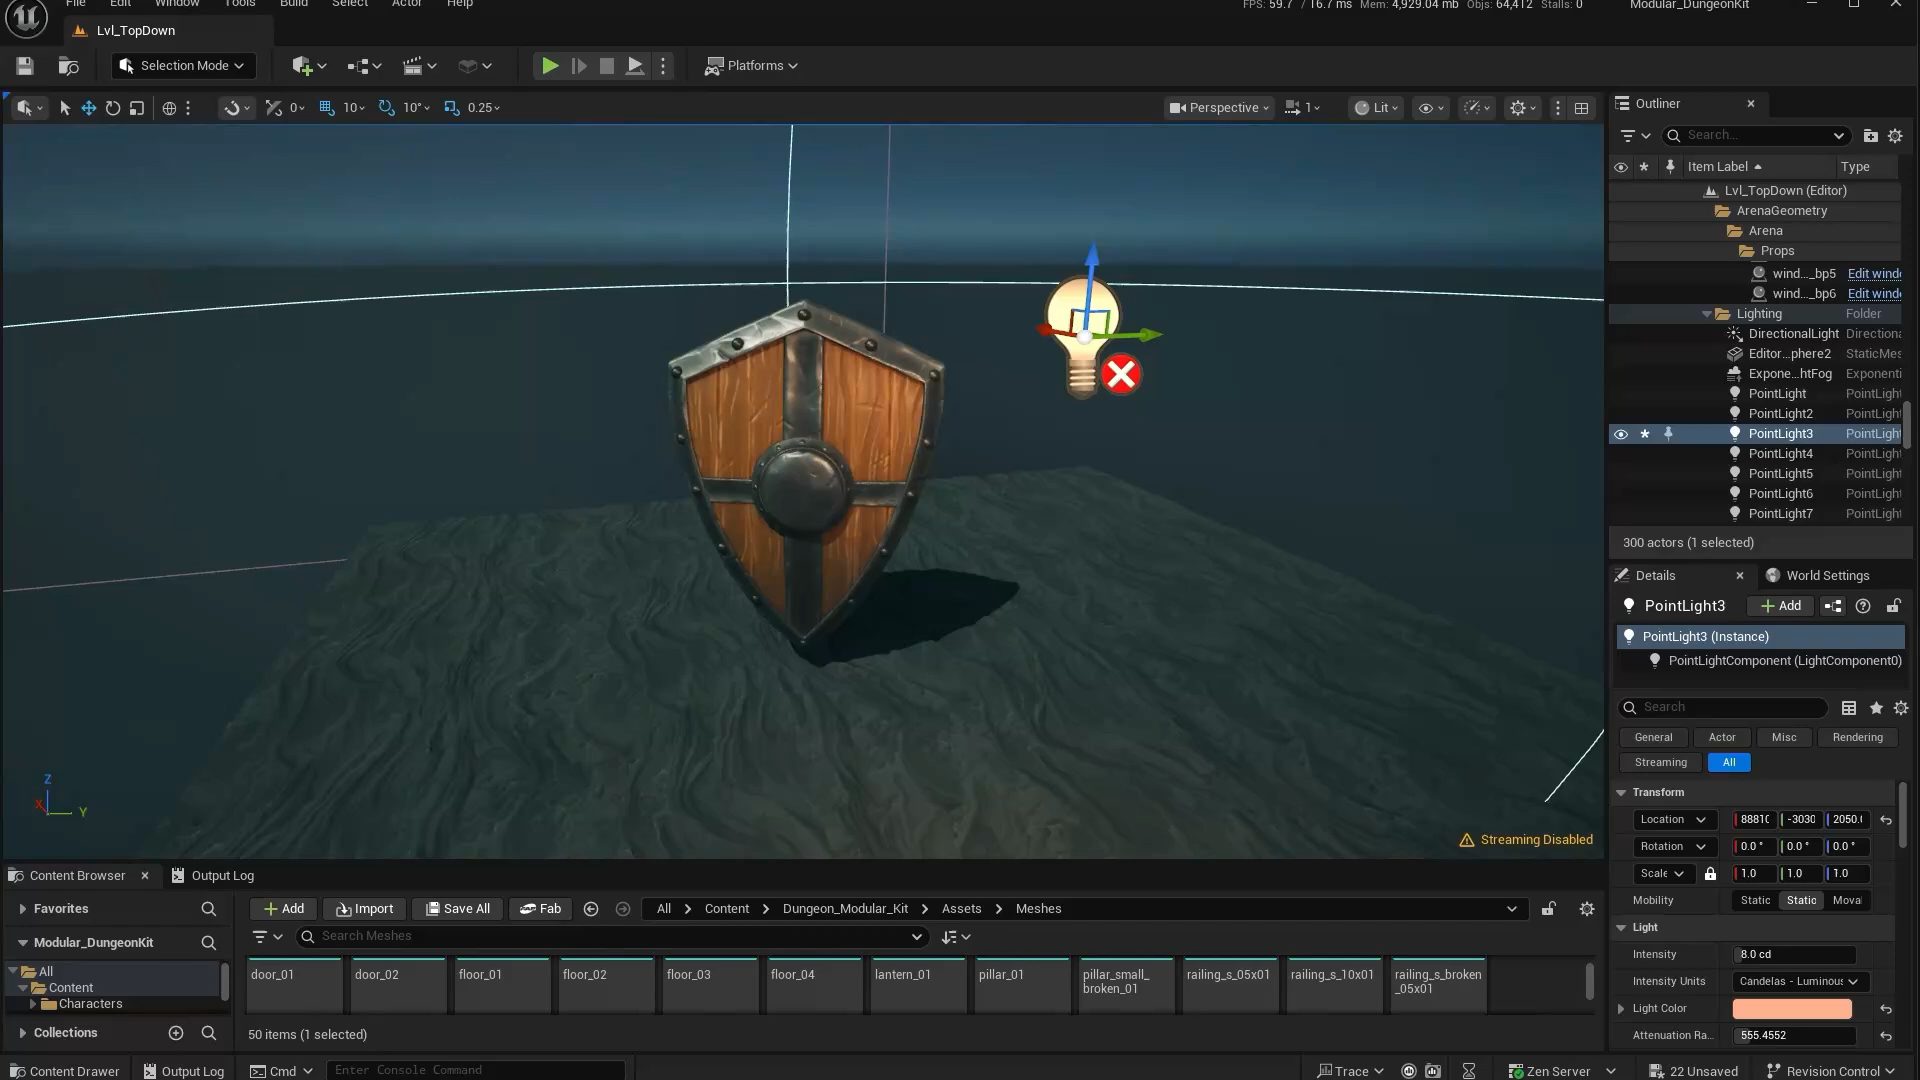 File Edit Window Tools Build Select Actor Help
FPS: 59.7 / 16.7 ms Mem: 4,929.04 mb Objs: 64,412 Stalls: 0
Modular_DungeonKit
Lvl_TopDown
Selection Mode
Platforms
0 10 10° 0.25
Perspective 1 Lit
Outliner
Search...
Item Label Type
Lvl_TopDown (Editor)
ArenaGeometry
Arena
Props
wind..._bp5 Edit wind
wind..._bp6 Edit wind
Lighting Folder
DirectionalLight Directiona
Editor...phere2 StaticMes
Expone...htFog Exponenti
PointLight PointLight
PointLight2 PointLight
PointLight3 PointLight
PointLight4 PointLight
PointLight5 PointLight
PointLight6 PointLight
PointLight7 PointLight
300 actors (1 selected)
Details World Settings
PointLight3 Add
PointLight3 (Instance)
PointLightComponent (LightComponent0)
Search
General Actor Misc Rendering
Streaming All
Transform
Location 8881 -3030 2050.
Rotation 0.0 ° 0.0 ° 0.0 °
Scale 1.0 1.0 1.0
Mobility Static Static Moval
Light
Intensity 8.0 cd
Intensity Units Candelas - Luminous
Light Color
Attenuation Ra... 555.4552
Z
X
Y
Streaming Disabled
Content Browser Output Log
Favorites
Modular_DungeonKit
All
Content
Characters
Collections
Add Import Save All Fab All Content Dungeon_Modular_Kit Assets Meshes
Search Meshes
door_01 door_02 floor_01 floor_02 floor_03 floor_04 lantern_01 pillar_01 pillar_small_ railing_s_05x01 railing_s_10x01 railing_s_broken
broken_01 _05x01
50 items (1 selected)
Content Drawer Output Log Cmd Enter Console Command Trace Zen Server 22 Unsaved Revision Control